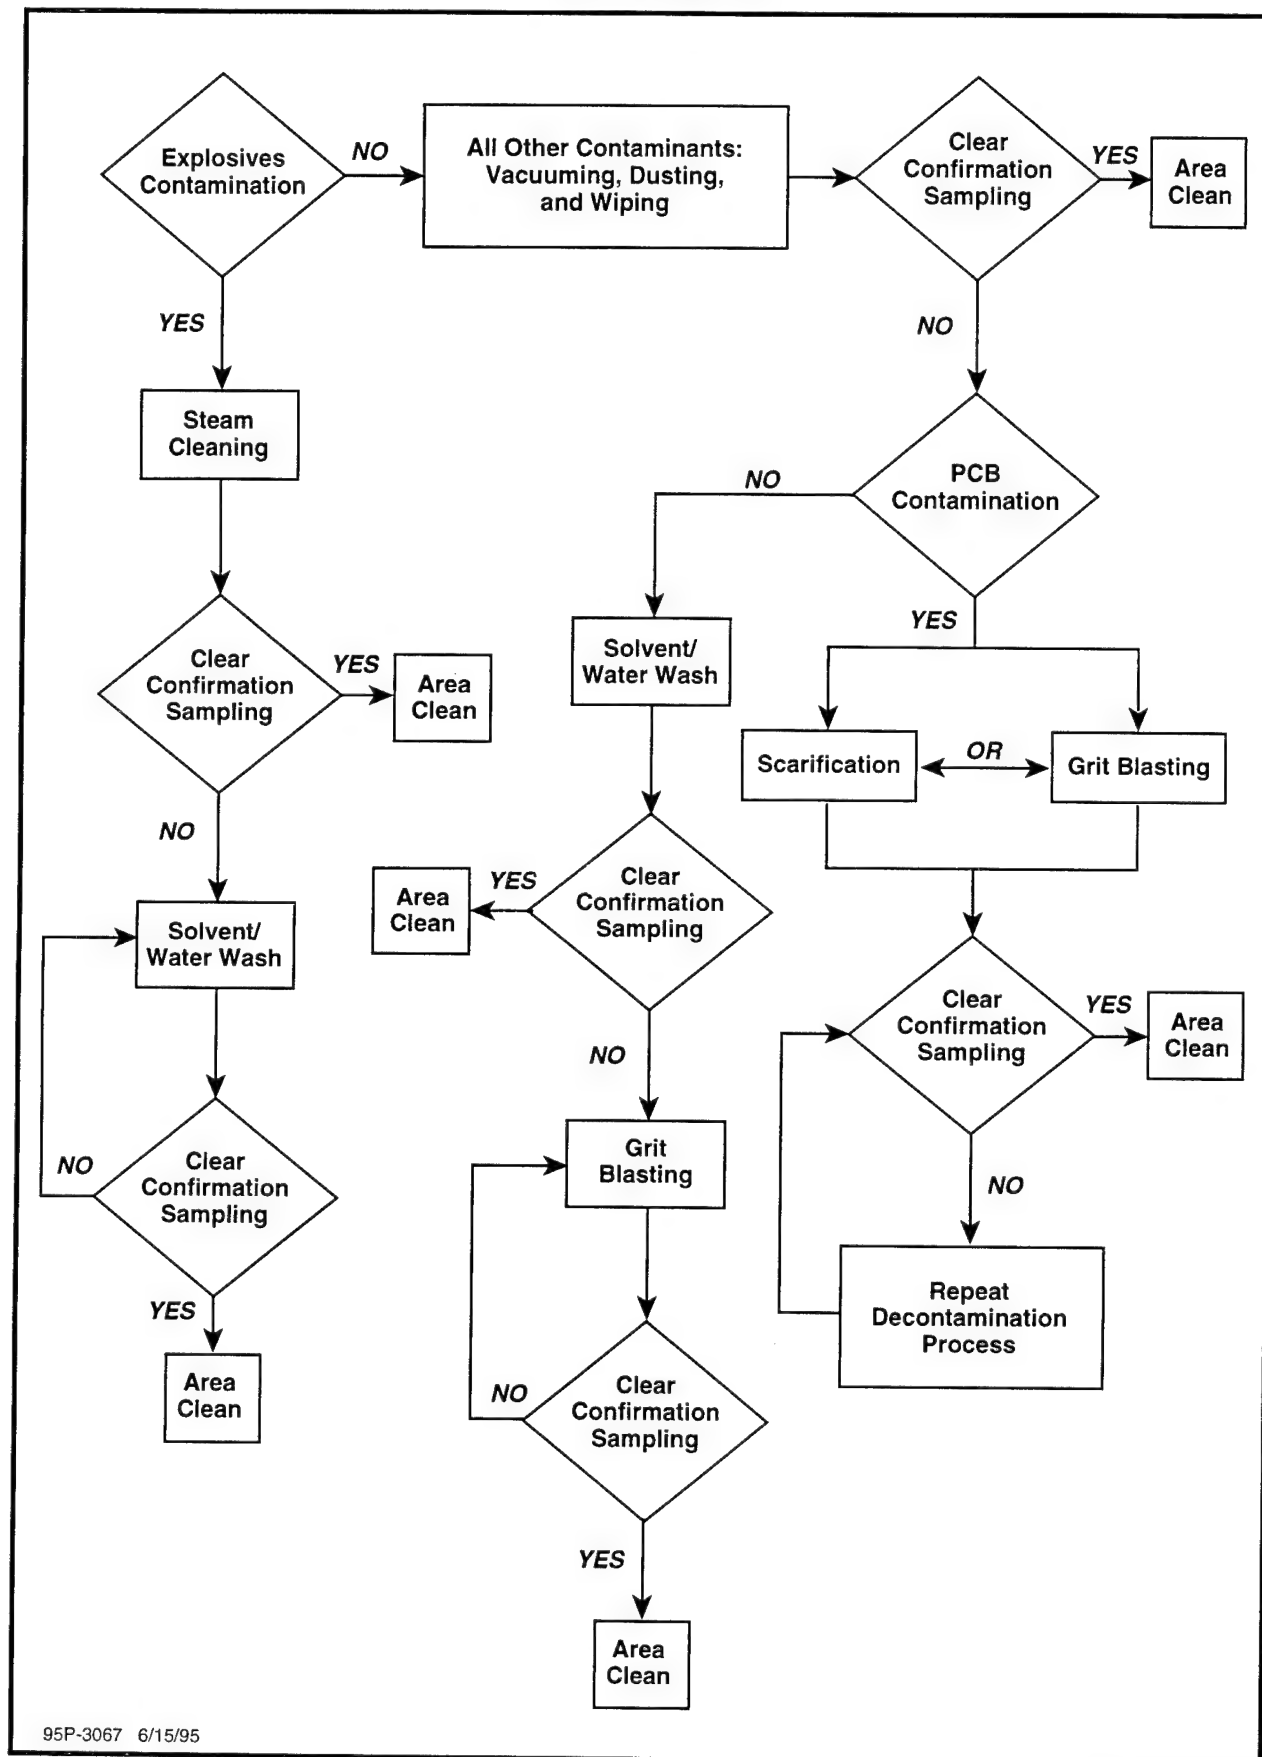 Explosives
Contamination
NO
All Other Contaminants:
Vacuuming, Dusting,
and Wiping
Clear
Confirmation
Sampling
YES
Area
Clean
YES
NO
Steam
Cleaning
PCB
Contamination
NO
YES
Clear
Confirmation
Sampling
YES
Area
Clean
Solvent/
Water Wash
Scarification
OR
Grit Blasting
NO
Clear
Confirmation
Sampling
YES
Area
Clean
Solvent/
Water Wash
Clear
Confirmation
Sampling
YES
Area
Clean
NO
NO
Clear
Confirmation
Sampling
NO
Grit
Blasting
NO
Repeat
Decontamination
Process
YES
Area
Clean
Clear
Confirmation
Sampling
NO
YES
Area
Clean
95P-3067 6/15/95